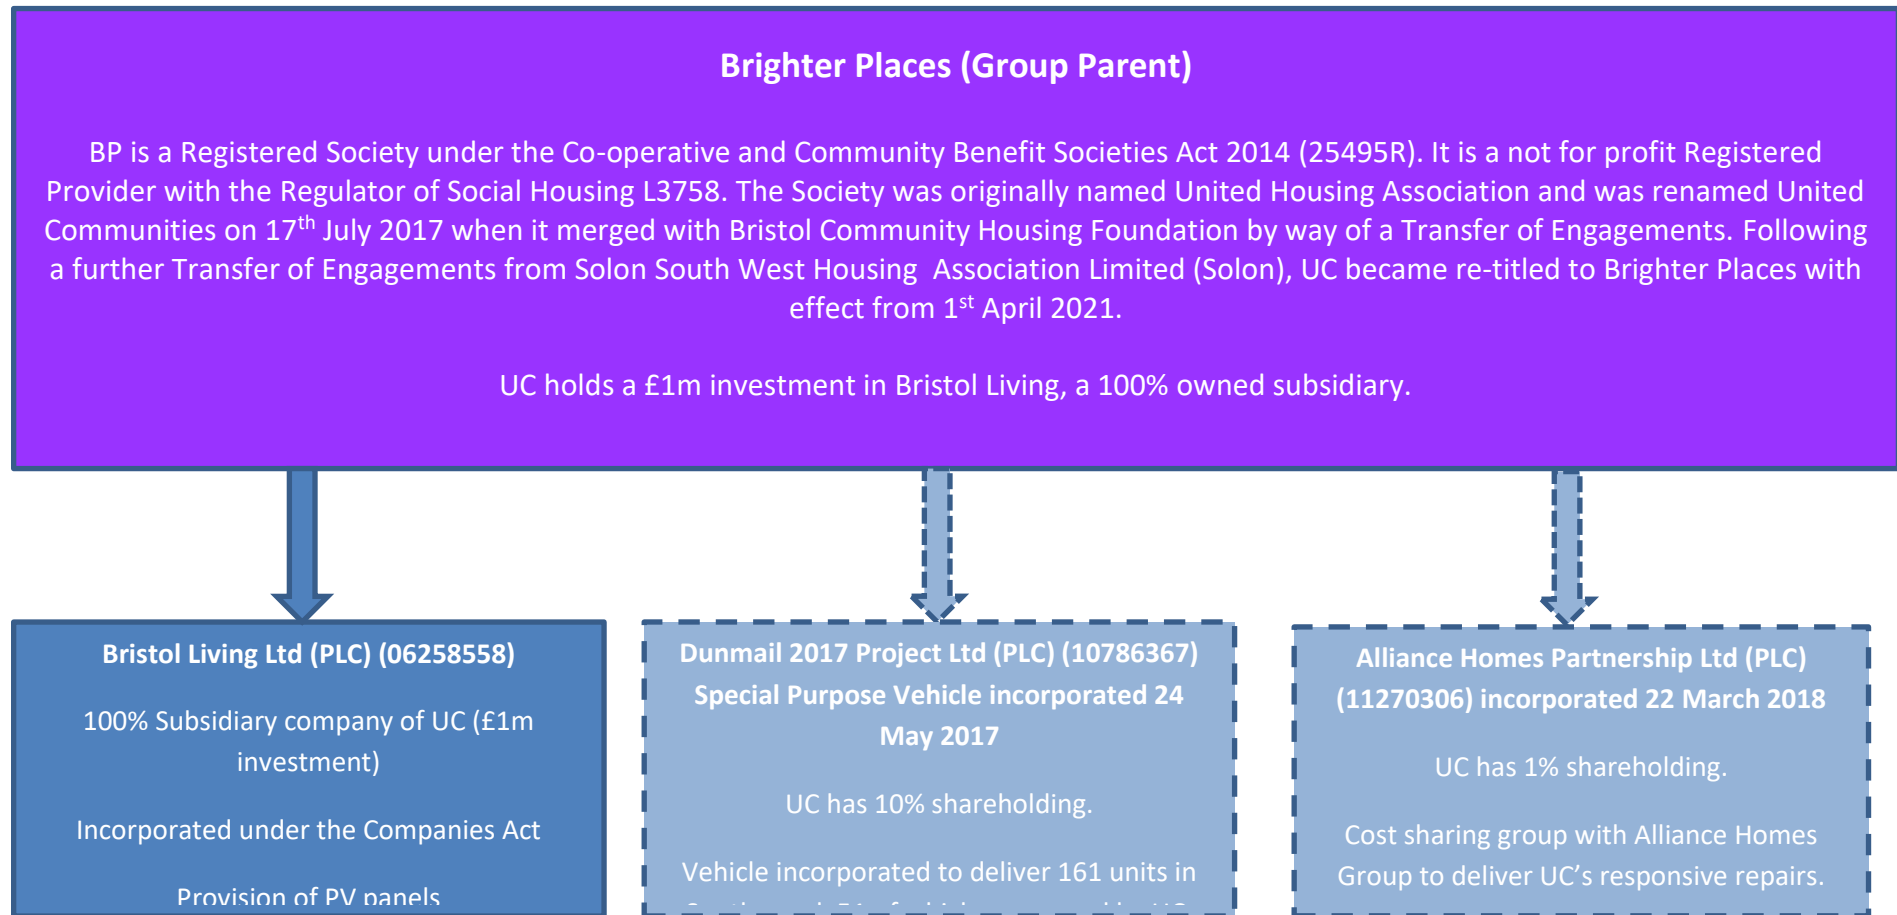 Brighter Places (Group Parent)
BP is a Registered Society under the Co-operative and Community Benefit Societies Act 2014 (25495R). It is a not for profit Registered
Provider with the Regulator of Social Housing L3758. The Society was originally named United Housing Association and was renamed United
Communities on 17th July 2017 when it merged with Bristol Community Housing Foundation by way of a Transfer of Engagements. Following
a further Transfer of Engagements from Solon South West Housing  Association Limited (Solon), UC became re-titled to Brighter Places with
effect from 1st April 2021.
UC holds a £1m investment in Bristol Living, a 100% owned subsidiary.
Bristol Living Ltd (PLC) (06258558)
100% Subsidiary company of UC (£1m
investment)
Incorporated under the Companies Act
Provision of PV panels
Dunmail 2017 Project Ltd (PLC) (10786367)
Special Purpose Vehicle incorporated 24
May 2017
UC has 10% shareholding.
Vehicle incorporated to deliver 161 units in
Alliance Homes Partnership Ltd (PLC)
(11270306) incorporated 22 March 2018
UC has 1% shareholding.
Cost sharing group with Alliance Homes
Group to deliver UC’s responsive repairs.